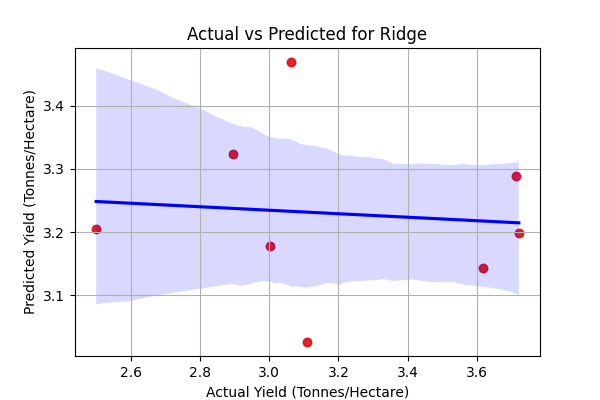 Actual vs Predicted for Ridge
Predicted Yield (Tonnes/Hectare)
3.4
3.3
3.2
3.1
2.6 2.8 3.0 3.2 3.4 3.6
Actual Yield (Tonnes/Hectare)